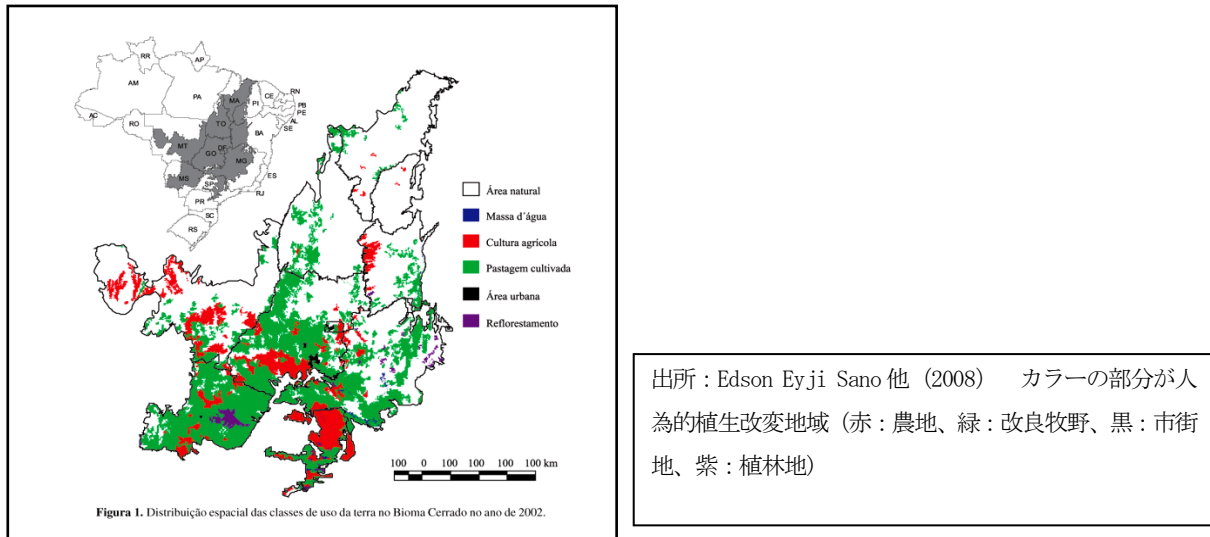 RR
AP
AM
PA
MA
CE
RN
PI
PB
PE
AC
TO
AL
SE
RO
BA
MT
DF
GO
MG
ES
MS
SP
RJ
PR
SC
RS
Área natural
Massa d´água
Cultura agrícola
Pastagem cultivada
Área urbana
Reflorestamento
100 0 100 100 100 100 km
Figura 1. Distribuição espacial das classes de uso da terra no Bioma Cerrado no ano de 2002.
出所：Edson Eyji Sano 他（2008）　カラーの部分が人
為的植生改変地域（赤：農地、緑：改良牧野、黒：市街
地、紫：植林地）